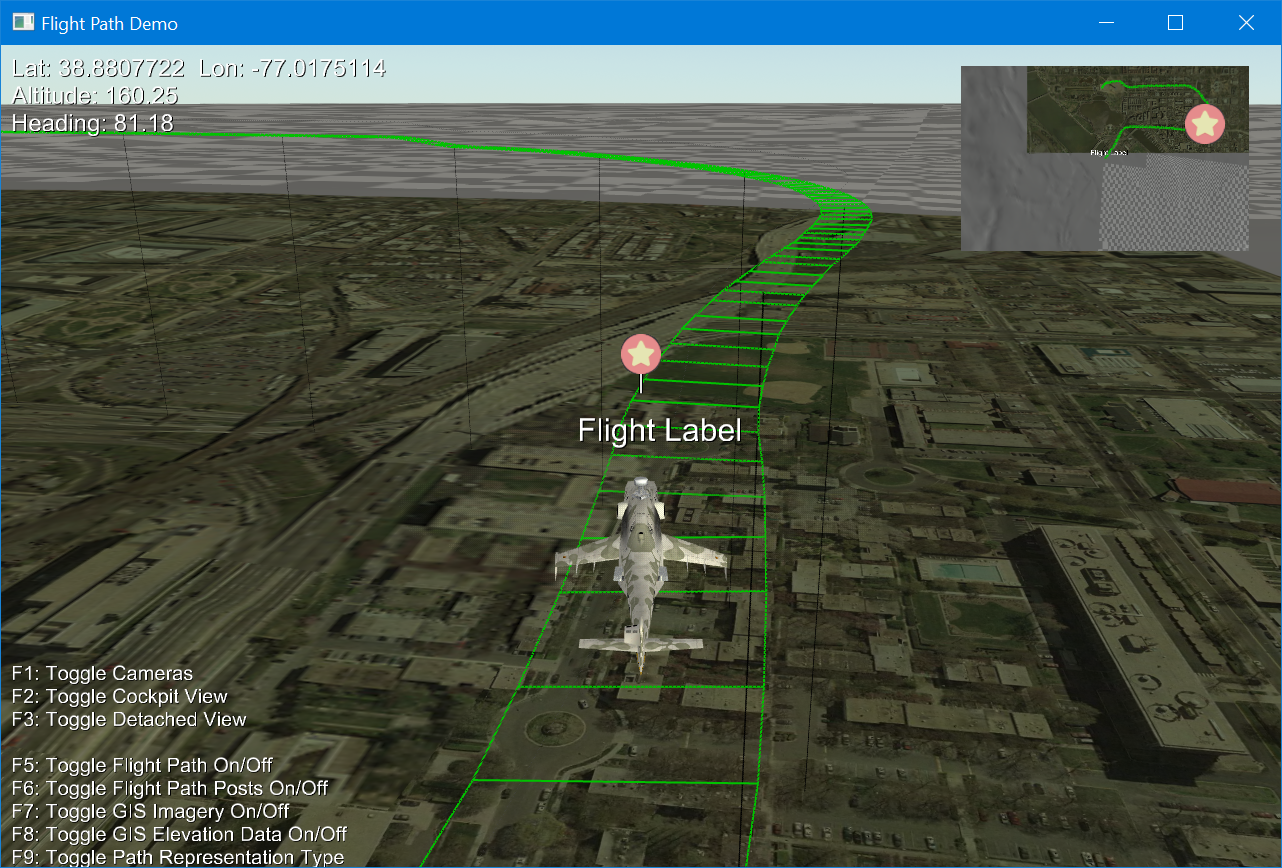 Flight Path Demo
Lat: 38.8807722 Lon: -77.0175114
Altitude: 160.25
Heading: 81.18
Flight Label
Flight Label
F1: Toggle Cameras
F2: Toggle Cockpit View
F3: Toggle Detached View
F5: Toggle Flight Path On/Off
F6: Toggle Flight Path Posts On/Off
F7: Toggle GIS Imagery On/Off
F8: Toggle GIS Elevation Data On/Off
F9: Toggle Path Representation Type